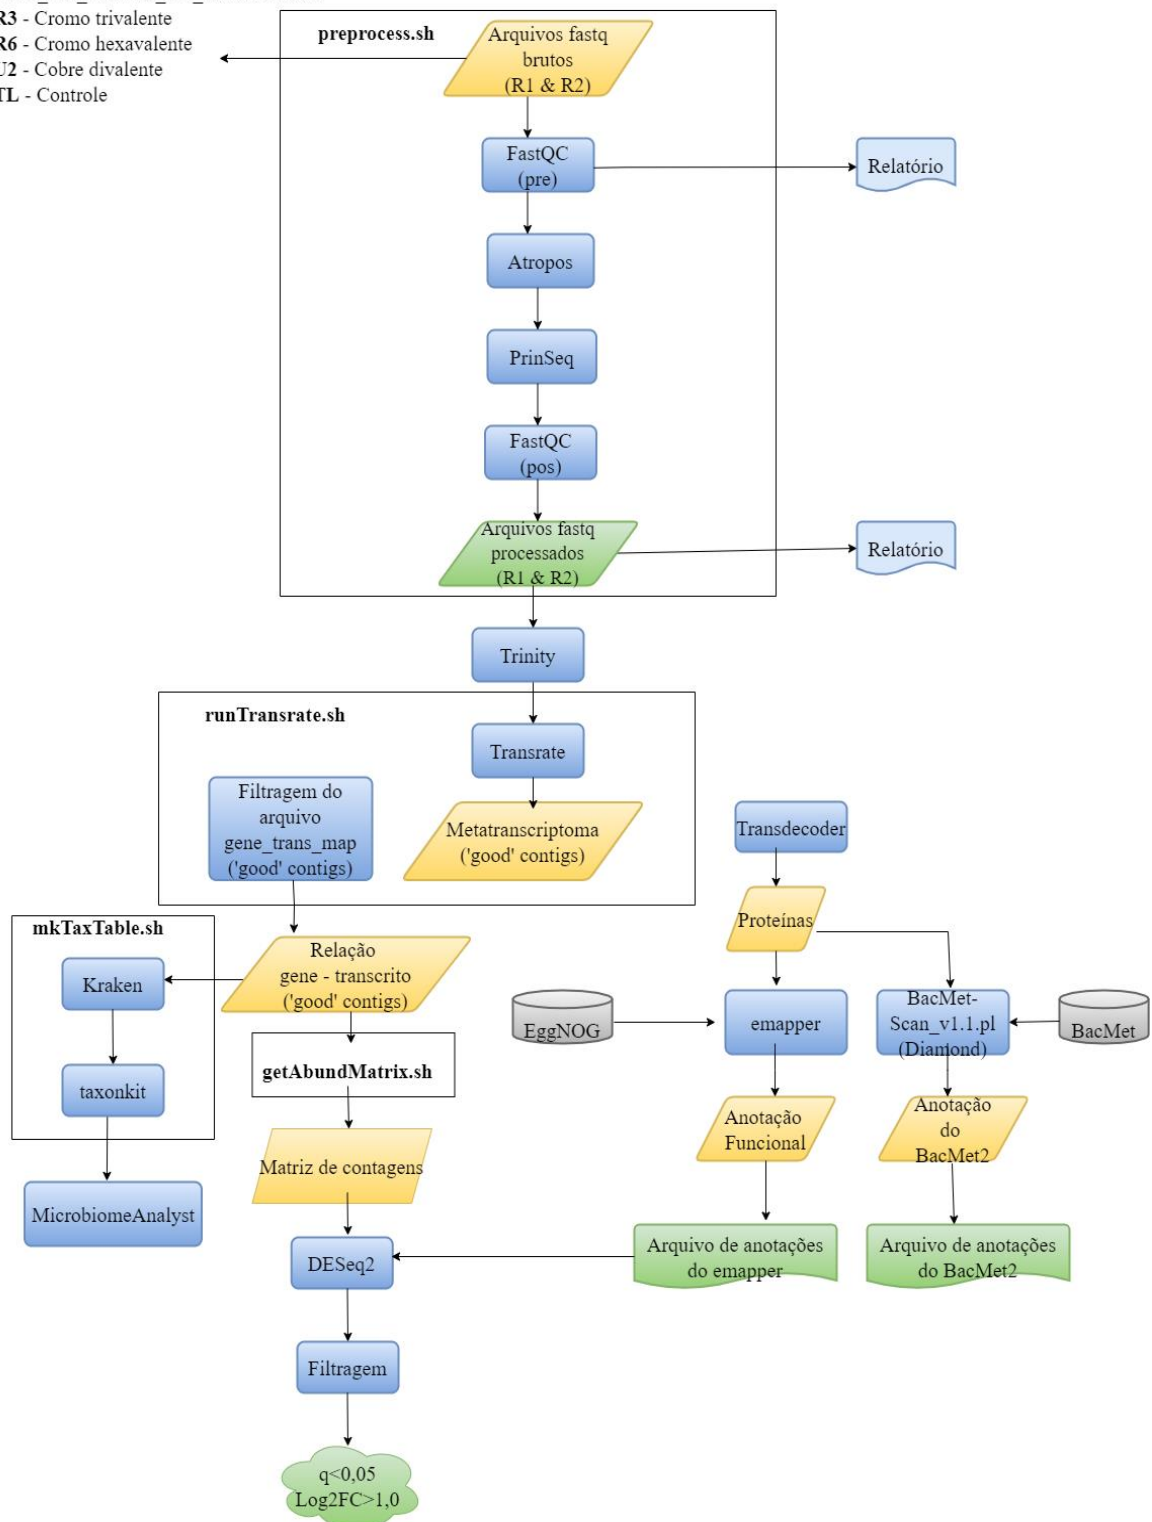 R3 - Cromo trivalente
R6 - Cromo hexavalente
U2 - Cobre divalente
TL - Controle
preprocess.sh
Arquivos fastq
brutos
(R1 & R2)
FastQC
(pre)
Relatório
Atropos
PrinSeq
FastQC
(pos)
Arquivos fastq
processados
(R1 & R2)
Relatório
Trinity
runTransrate.sh
Transrate
Filtragem do
arquivo
gene_trans_map
('good' contigs)
Metatranscriptoma
('good' contigs)
Transdecoder
Proteínas
mkTaxTable.sh
Kraken
Relação
gene - transcrito
('good' contigs)
EggNOG
emapper
BacMet-
Scan_v1.1.pl
(Diamond)
BacMet
getAbundMatrix.sh
taxonkit
Anotação
Funcional
Anotação
do
BacMet2
Matriz de contagens
MicrobiomeAnalyst
DESeq2
Arquivo de anotações
do emapper
Arquivo de anotações
do BacMet2
Filtragem
q<0,05
Log2FC>1,0